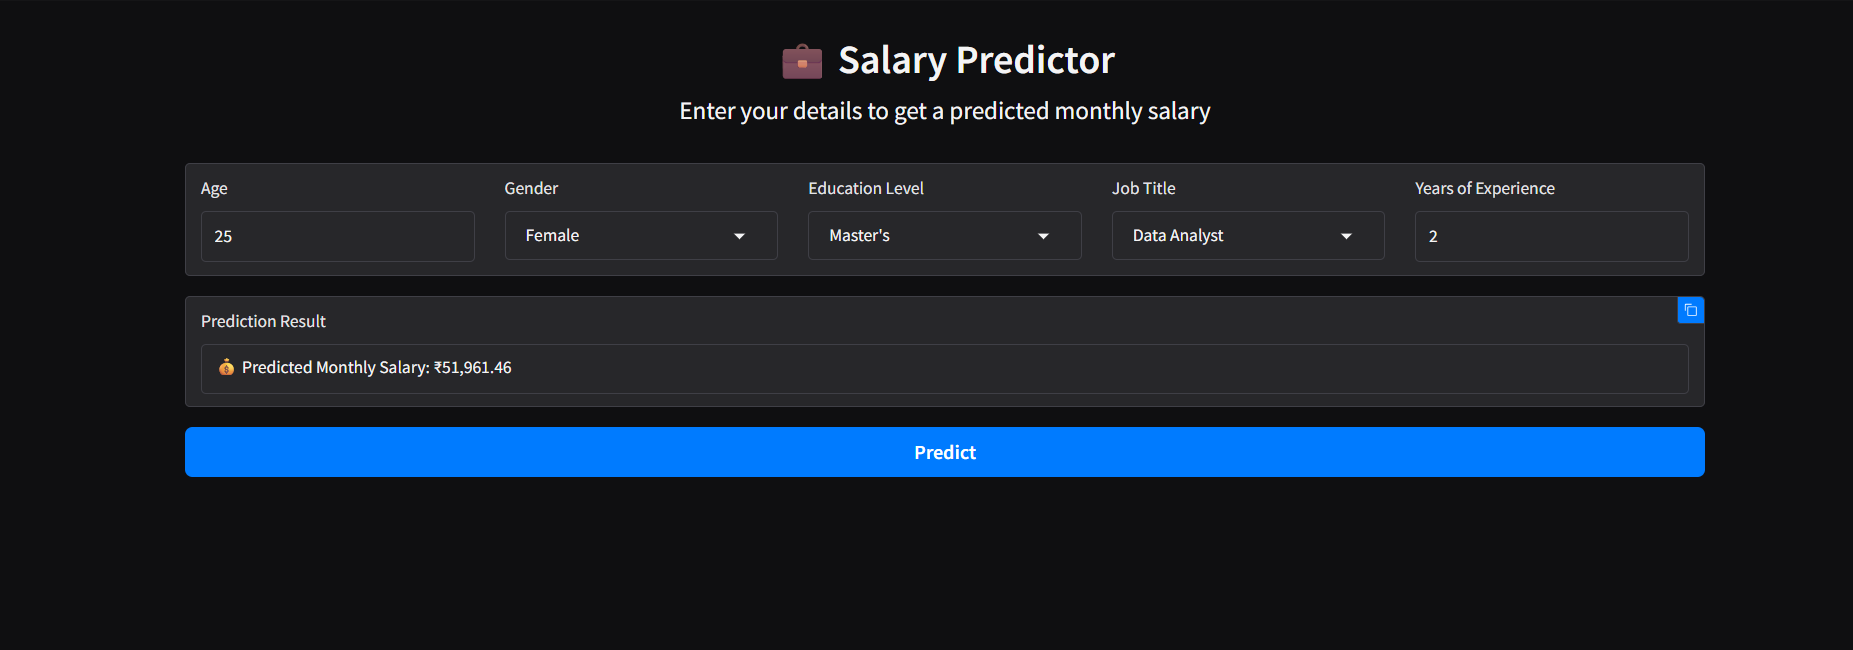 Salary Predictor
Enter your details to get a predicted monthly salary
Age
Gender
Education Level
Job Title
Years of Experience
25
Female
Master's
Data Analyst
2
Prediction Result
💰 Predicted Monthly Salary: ₹51,961.46
Predict